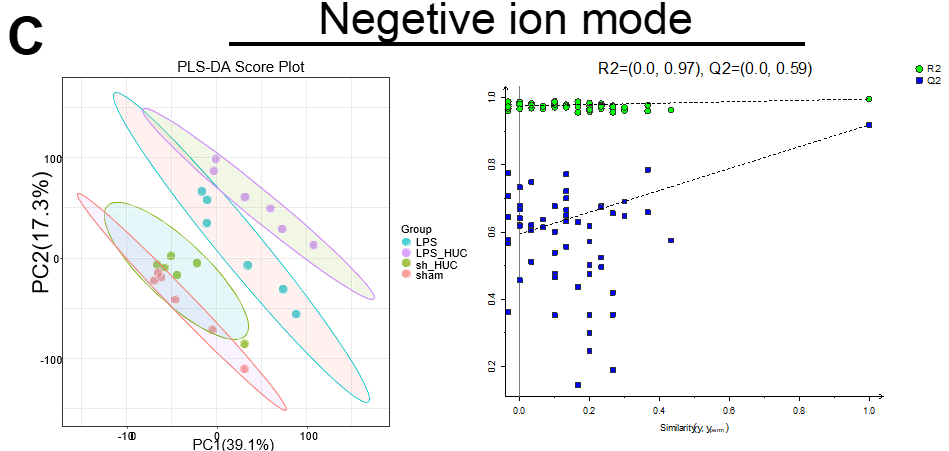 C
Negetive ion mode
PLS-DA Score Plot
PC2(17.3%)
100
0
-100
-100
0
100
PC1(39.1%)
Group
LPS
LPS_HUC
sh_HUC
sham
R2=(0.0, 0.97), Q2=(0.0, 0.59)
R2
Q2
1.0
0.8
0.6
0.4
0.2
0.0
0.2
0.4
0.6
0.8
1.0
Similarity(y, yperm)